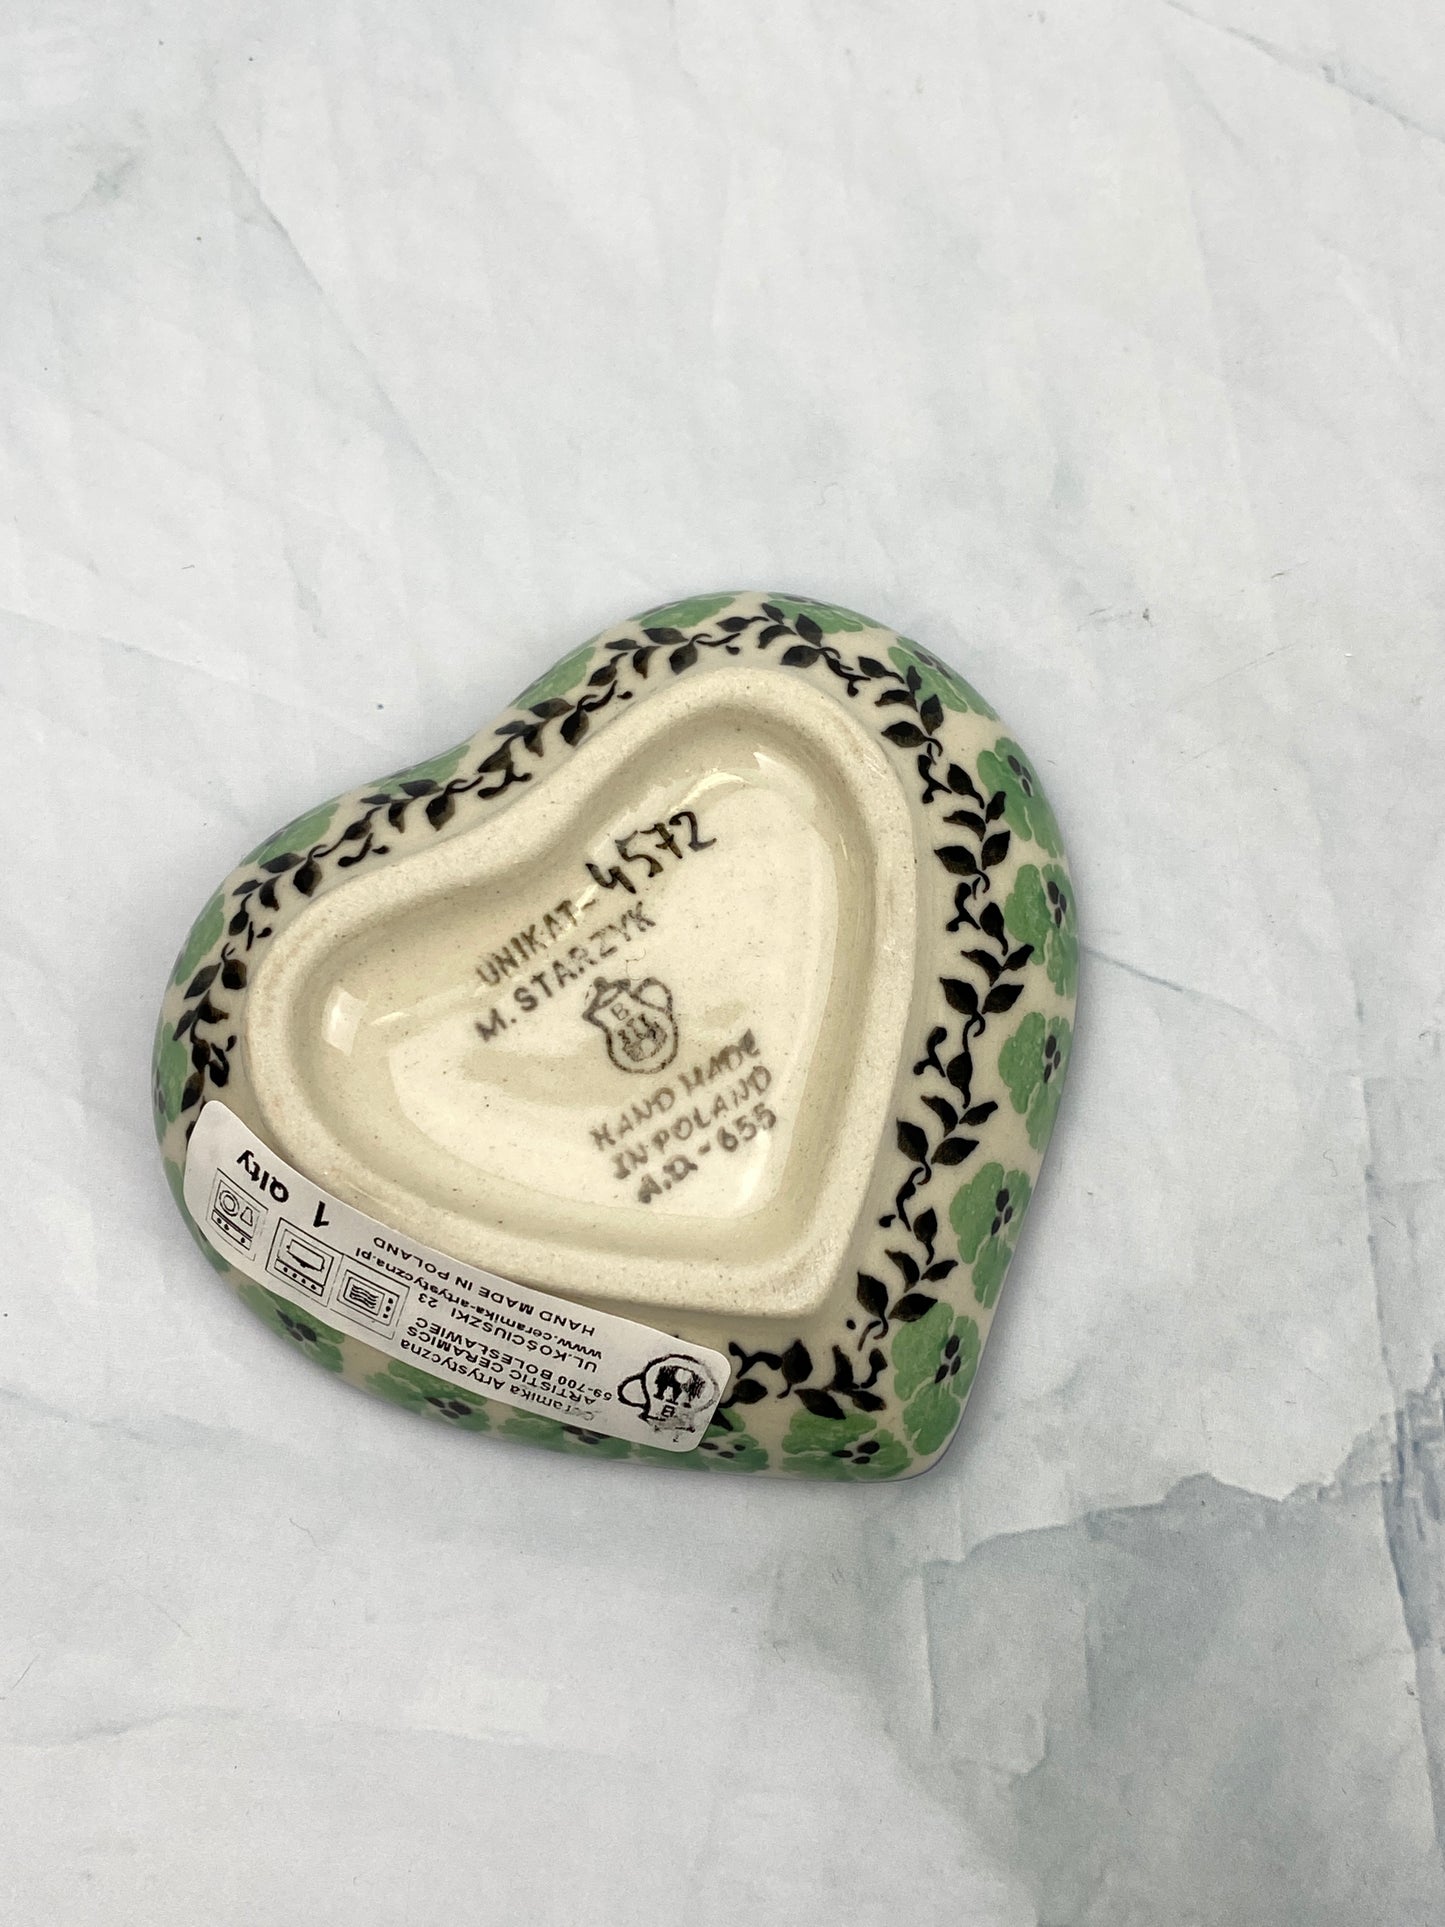 UNIKAT-4572
M. STARZYK
B
HAND MADE
IN POLAND
A.D.-655
Ceramika Artystyczna
ARTISTIC CERAMICS
59-700 BOLESŁAWIEC
UL.KOŚCIUSZKI 23
www.ceramika-artystyczna.pl
HAND MADE IN POLAND
1 Qlty
B